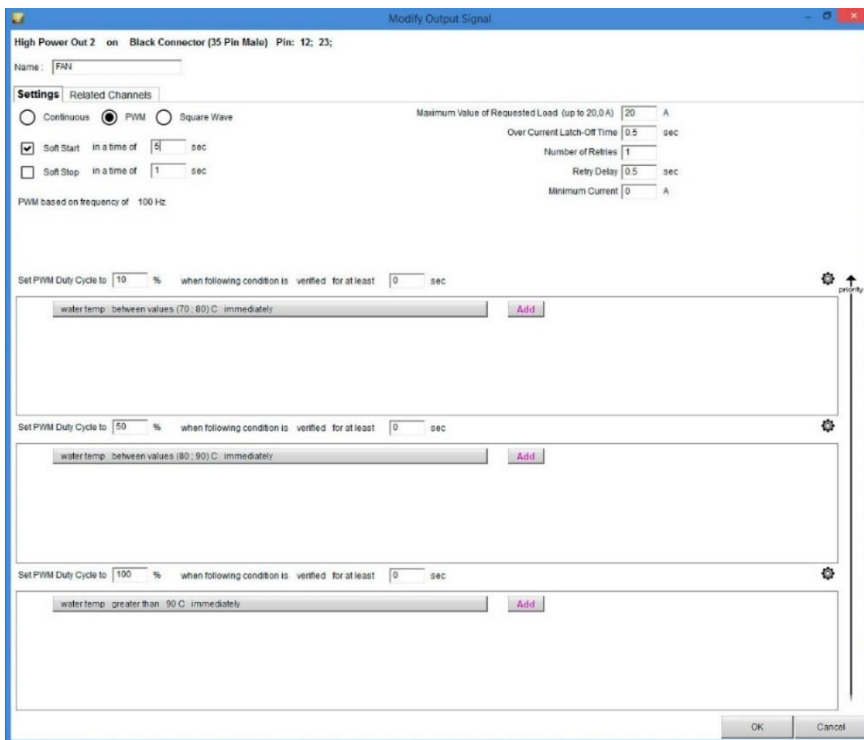 Modify Output Signal
High Power Out 2 on Black Connector (35 Pin Male) Pin: 12; 23;
Name : FAN
Settings Related Channels
Continuous PWM Square Wave
Maximum Value of Requested Load (up to 20,0 A) 20 A
Over Current Latch-Off Time 0.5 sec
Soft Start in a time of 5 sec
Number of Retries 1
Soft Stop in a time of 1 sec
Retry Delay 0.5 sec
Minimum Current 0 A
PWM based on frequency of 100 Hz
Set PWM Duty Cycle to 10 % when following condition is verified for at least 0 sec
priority
water temp between values (70 ; 80) C immediately Add
Set PWM Duty Cycle to 50 % when following condition is verified for at least 0 sec
water temp between values (80 ; 90) C immediately Add
Set PWM Duty Cycle to 100 % when following condition is verified for at least 0 sec
water temp greater than 90 C immediately Add
OK Cancel